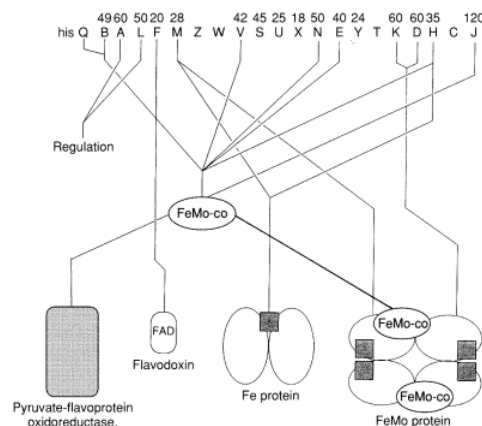 49 60 50 20 28 42 45 25 18 50 40 24 60 60 35 120
his Q B A L F M Z W V S U X N E Y T K D H C J
Regulation
FeMo-co
FeMo-co
FAD
Flavodoxin
Fe protein
FeMo-co
Pyruvate-flavoprotein
oxidoreductase.
FeMo protein